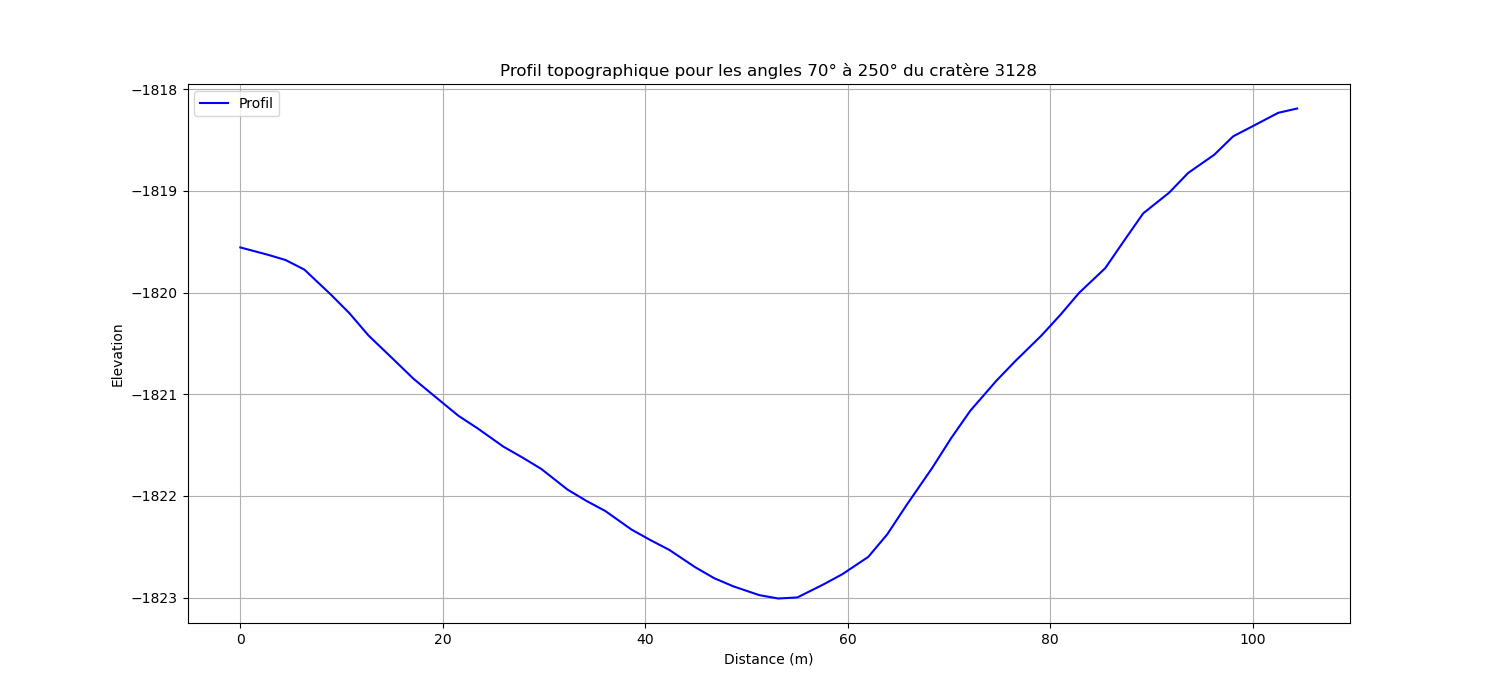 Profil topographique pour les angles 70° à 250° du cratère 3128
Profil
−1818
−1819
−1820
−1821
−1822
−1823
Elevation
0 20 40 60 80 100
Distance (m)